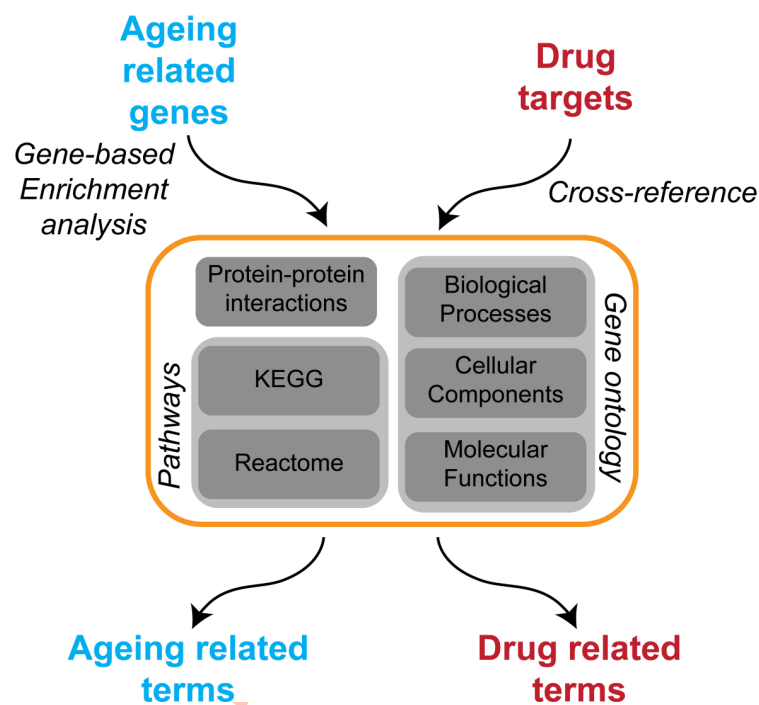 Ageing
related
genes
Drug
targets
Gene-based
Enrichment
analysis
Cross-reference
Protein-protein
interactions
KEGG
Reactome
Pathways
Biological
Processes
Cellular
Components
Molecular
Functions
Gene ontology
Ageing related
terms
Drug related
terms